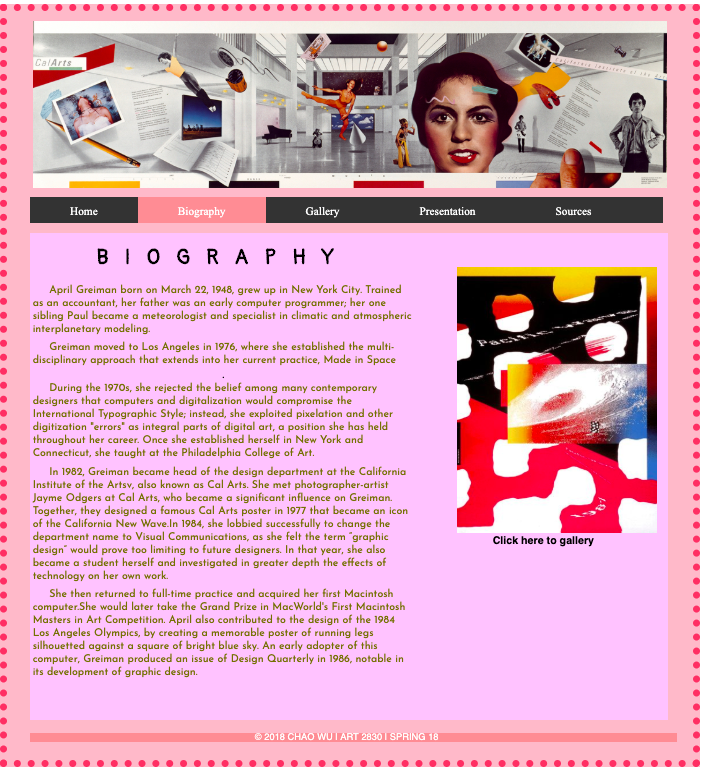 CalArts
Home Biography Gallery Presentation Sources
BIOGRAPHY
April Greiman born on March 22, 1948, grew up in New York City. Trained
as an accountant, her father was an early computer programmer; her one
sibling Paul became a meteorologist and specialist in climatic and atmospheric
interplanetary modeling.
Greiman moved to Los Angeles in 1976, where she established the multi-
disciplinary approach that extends into her current practice, Made in Space
.
During the 1970s, she rejected the belief among many contemporary
designers that computers and digitalization would compromise the
International Typographic Style; instead, she exploited pixelation and other
digitization "errors" as integral parts of digital art, a position she has held
throughout her career. Once she established herself in New York and
Connecticut, she taught at the Philadelphia College of Art.
In 1982, Greiman became head of the design department at the California
Institute of the Artsv, also known as Cal Arts. She met photographer-artist
Jayme Odgers at Cal Arts, who became a significant influence on Greiman.
Together, they designed a famous Cal Arts poster in 1977 that became an icon
of the California New Wave.In 1984, she lobbied successfully to change the
department name to Visual Communications, as she felt the term “graphic
design” would prove too limiting to future designers. In that year, she also
became a student herself and investigated in greater depth the effects of
technology on her own work.
She then returned to full-time practice and acquired her first Macintosh
computer.She would later take the Grand Prize in MacWorld's First Macintosh
Masters in Art Competition. April also contributed to the design of the 1984
Los Angeles Olympics, by creating a memorable poster of running legs
silhouetted against a square of bright blue sky. An early adopter of this
computer, Greiman produced an issue of Design Quarterly in 1986, notable in
its development of graphic design.
Pacific
1987
Click here to gallery
© 2018 CHAO WU | ART 2830 | SPRING 18